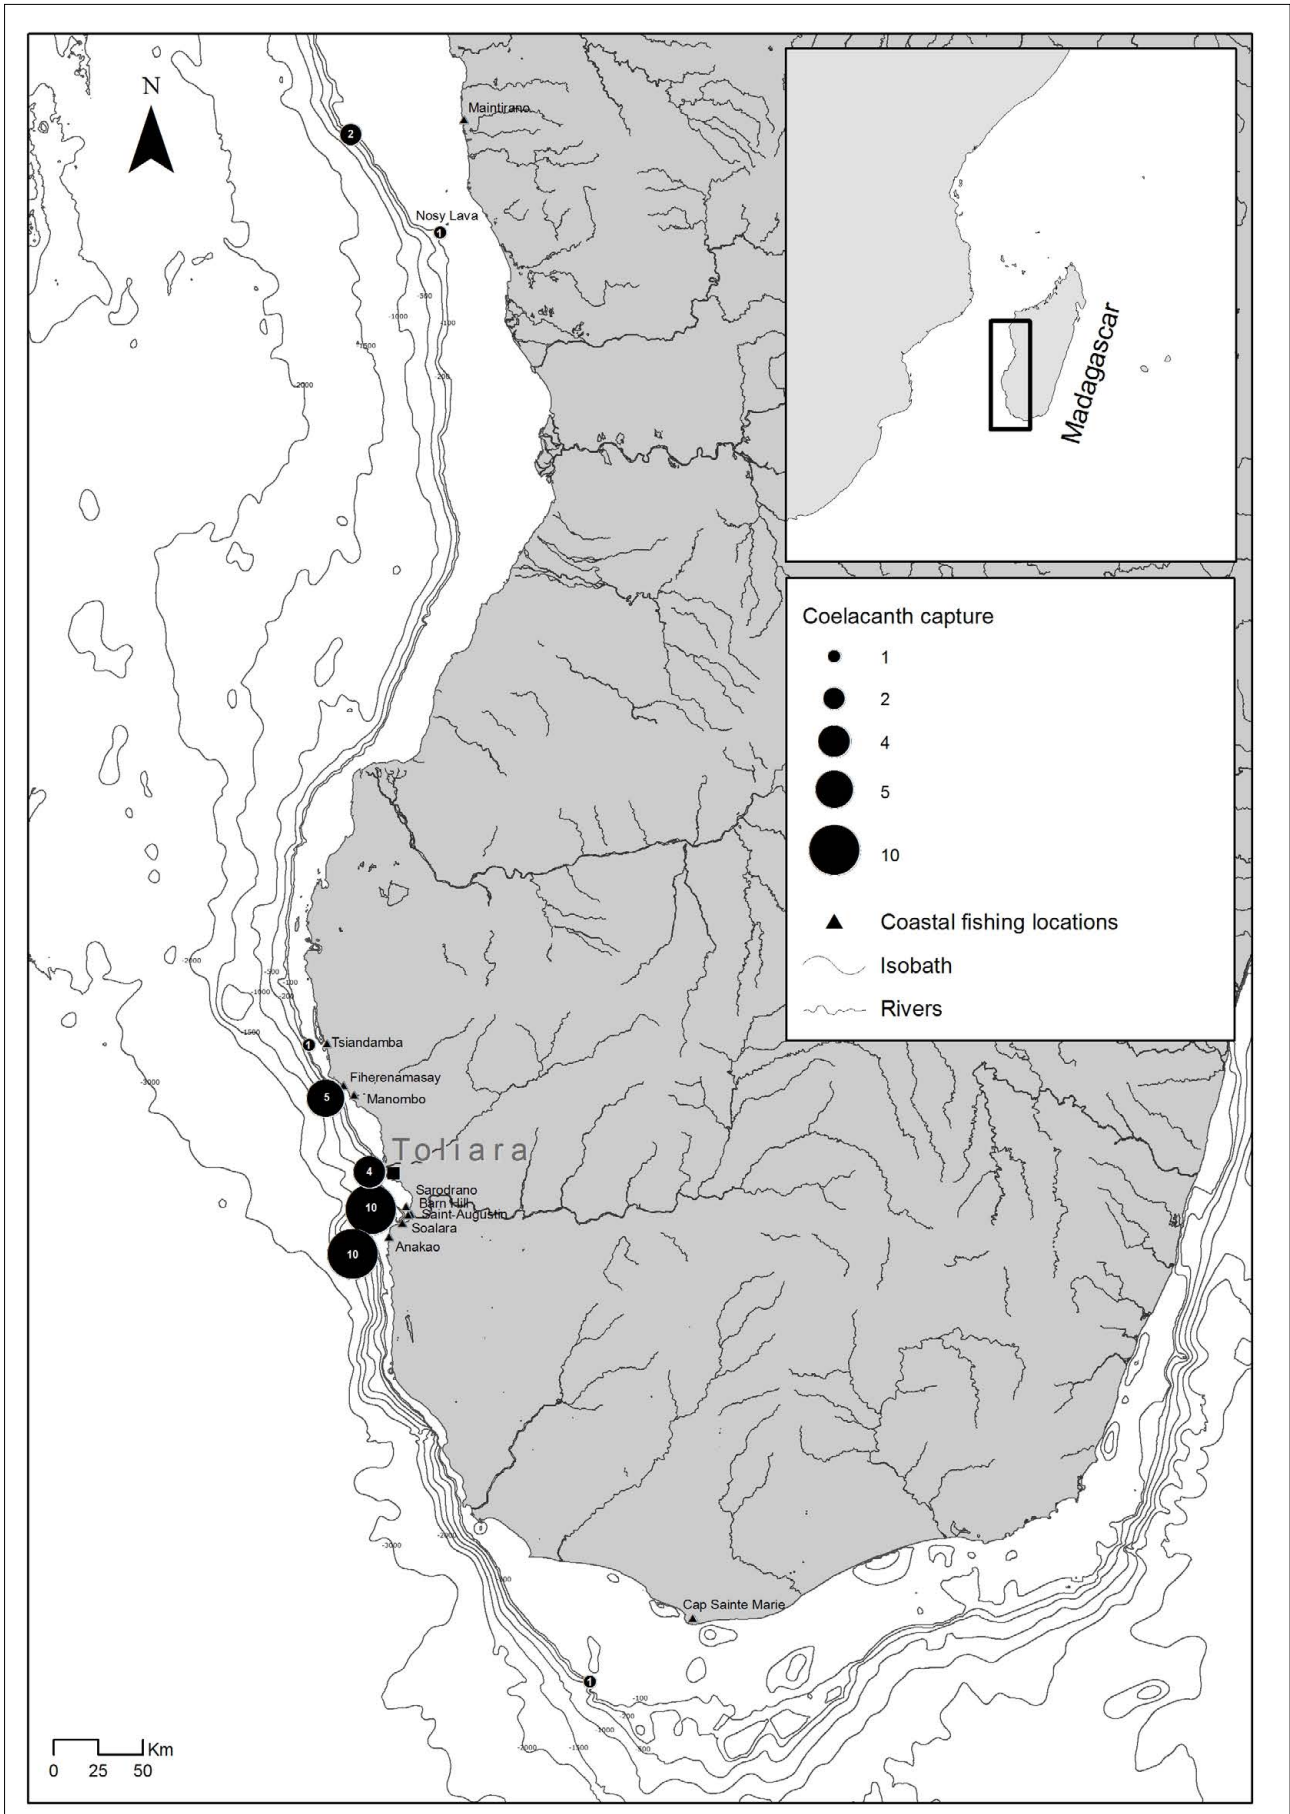 N
Maintirano
2
Nosy Lava
1
-500
-1000
-100
-1500
-200
-2000
Madagascar
Coelacanth capture
1
2
4
5
10
Coastal fishing locations
Isobath
Rivers
-2000
-500
-100
-1000
-200
-1500
1
Tsiandamba
-3000
Fiherenamasay
5
Manombo
Toliara
4
Sarodrano
Barn Hill
10
Saint-Augustin
Soalara
Anakao
10
-2000
-3000
Cap Sainte Marie
1
-100
-200
-1000
-2000
-1500
-500
Km
0 25 50